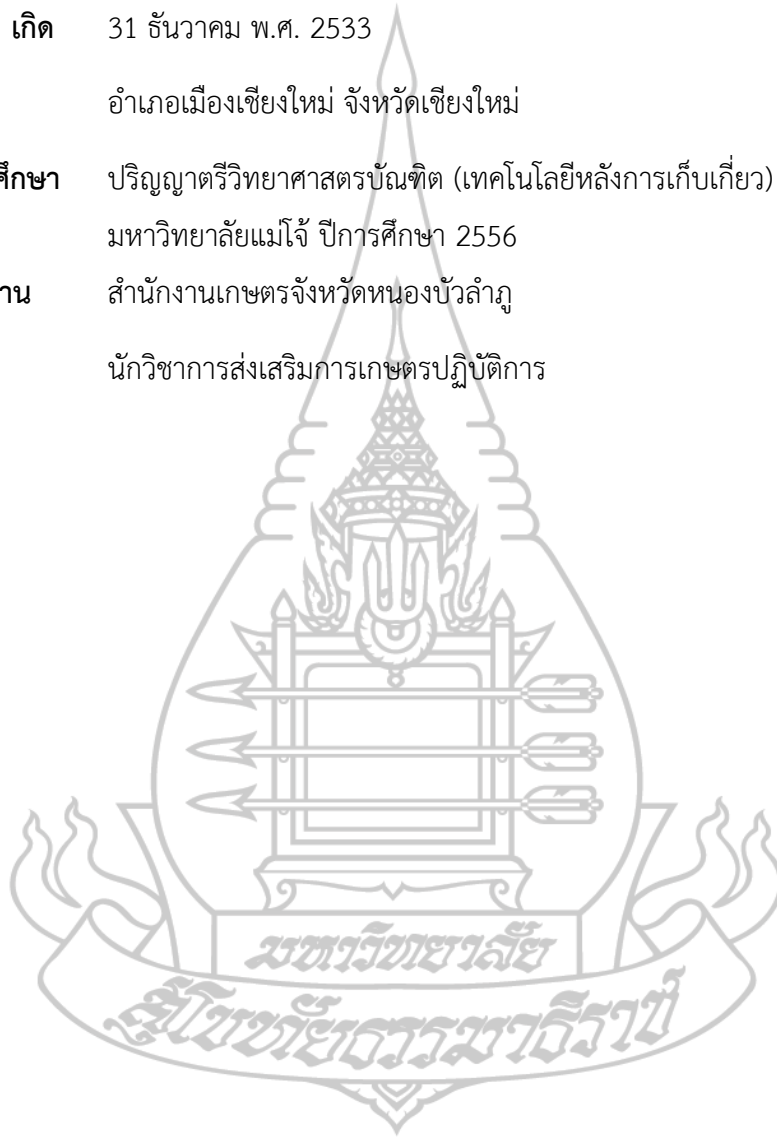 เกิด 31 ธันวาคม พ.ศ. 2533
อำเภอเมืองเชียงใหม่ จังหวัดเชียงใหม่
ศึกษา ปริญญาตรีวิทยาศาสตรบัณฑิต (เทคโนโลยีหลังการเก็บเกี่ยว)
มหาวิทยาลัยแม่โจ้ ปีการศึกษา 2556
าน สำนักงานเกษตรจังหวัดหนองบัวลำภู
นักวิชาการส่งเสริมการเกษตรปฏิบัติการ
มหาวิทยาลัย
สุโขทัยธรรมาธิราช